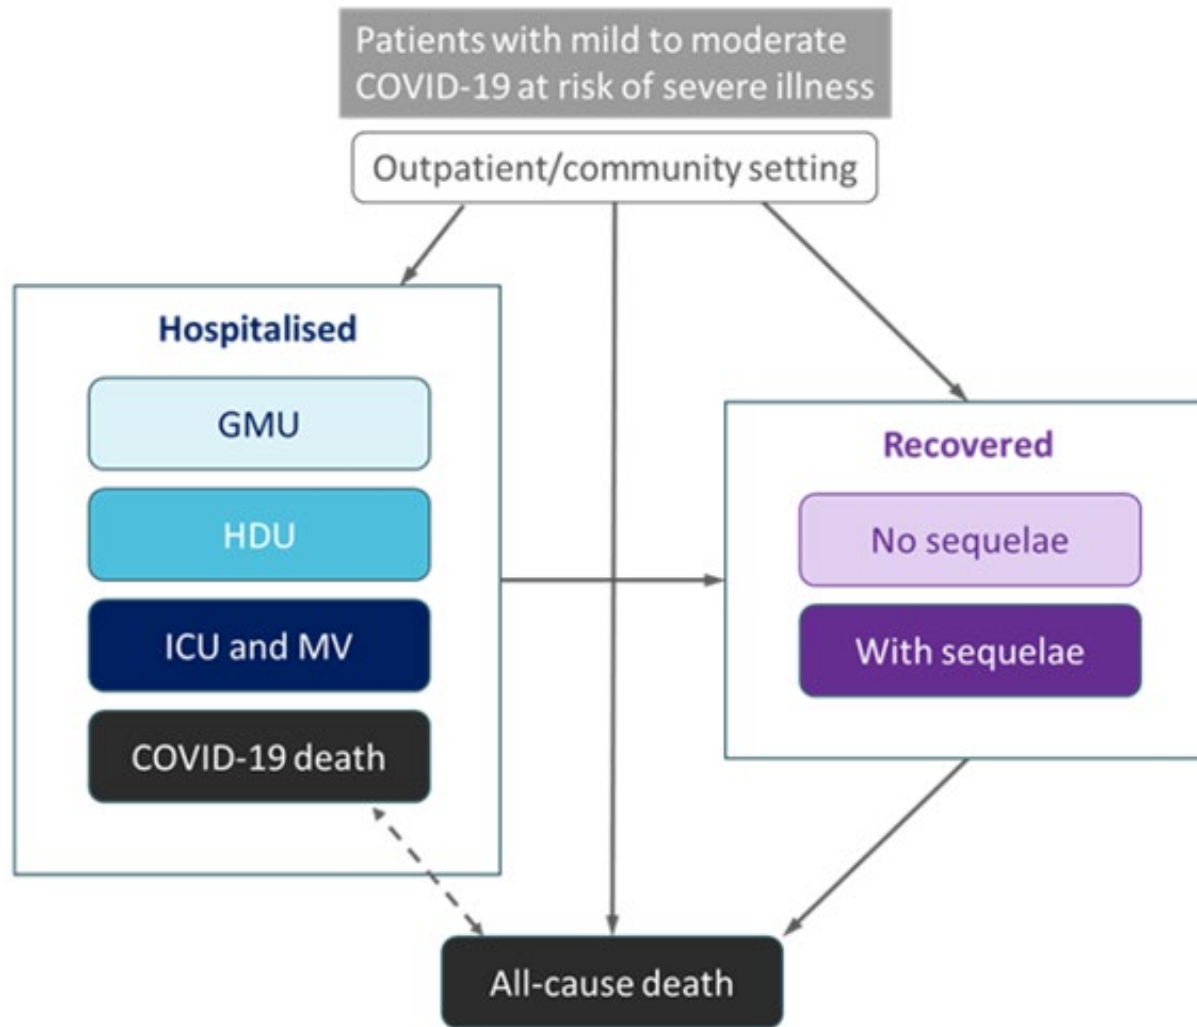 Patients with mild to moderate
COVID-19 at risk of severe illness
Outpatient/community setting
Hospitalised
GMU
HDU
ICU and MV
COVID-19 death
Recovered
No sequelae
With sequelae
All-cause death